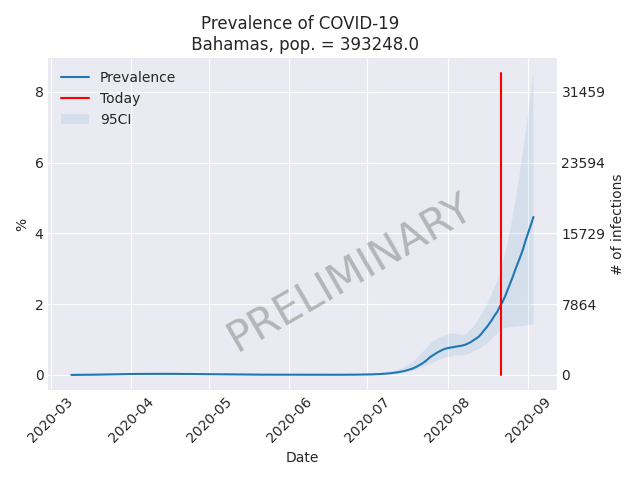 Prevalence of COVID-19
Bahamas, pop. = 393248.0
Prevalence
Today
95CI
PRELIMINARY
%
8
6
4
2
0
31459
23594
15729
7864
0
# of infections
2020-03
2020-04
2020-05
2020-06
2020-07
2020-08
2020-09
Date